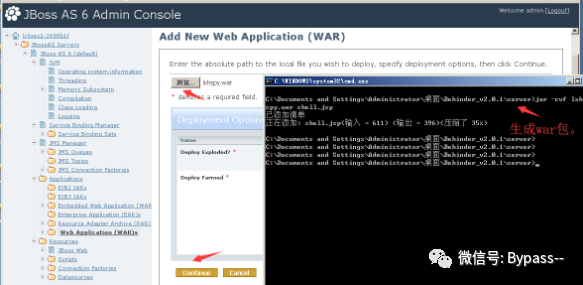 JBoss AS 6 Admin Console
Welcome admin [Logout]
JBossAS Servers
JBoss AS 6 (default)
JVM
Operating system information
Threading
Memory Subsystem
Compilation
Class Loading
Logging
Service Binding Manager
Service Binding Sets
JMS Manager
JMS Queues
JMS Topics
Connection Factories
Applications
EJB2 JARs
EJB3 JARs
Embedded Web Application (WAR
Enterprise Application (EAR)s
Resource Adapter Archive (RAR)
Web Application (WAR)s
Resources
JBoss Web
Scripts
Connection Factories
Datasources
Add New Web Application (WAR)
Enter the absolute path to the local file you wish to deploy, specify deployment options, then click Continue.
浏览…
* denotes a required field.
Deployment Options
Name
Deploy Exploded? *
Deploy Farmed *
Continue
Cancel
C:\WINDOWS\system32\cmd.exe
C:\Documents and Settings\Administrator\桌面\Behinder_v2.0.1\server>jar -cvf lxh
spy.war shell.jsp
已添加清单
正在添加: shell.jsp(输入 = 611) (输出 = 396)(压缩了 35%)
生成war包。
C:\Documents and Settings\Administrator\桌面\Behinder_v2.0.1\server>
C:\Documents and Settings\Administrator\桌面\Behinder_v2.0.1\server>
C:\Documents and Settings\Administrator\桌面\Behinder_v2.0.1\server>
微信号: Bypass--